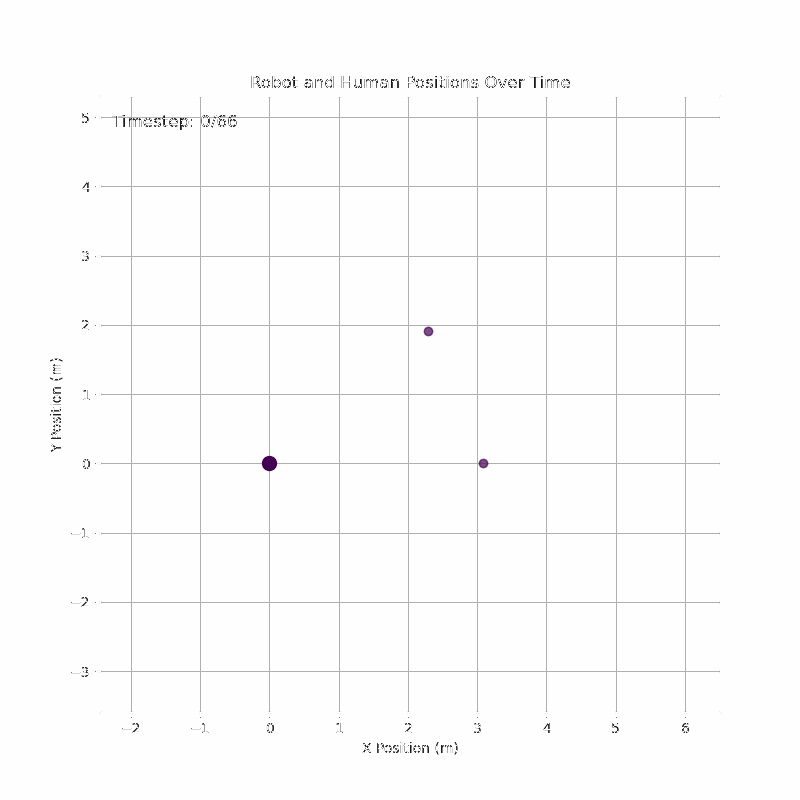 Robot and Human Positions Over Time
Timestep: 0/66
5
4
3
2
1
0
−1
−2
−3
Y Position (m)
−2 −1 0 1 2 3 4 5 6
X Position (m)